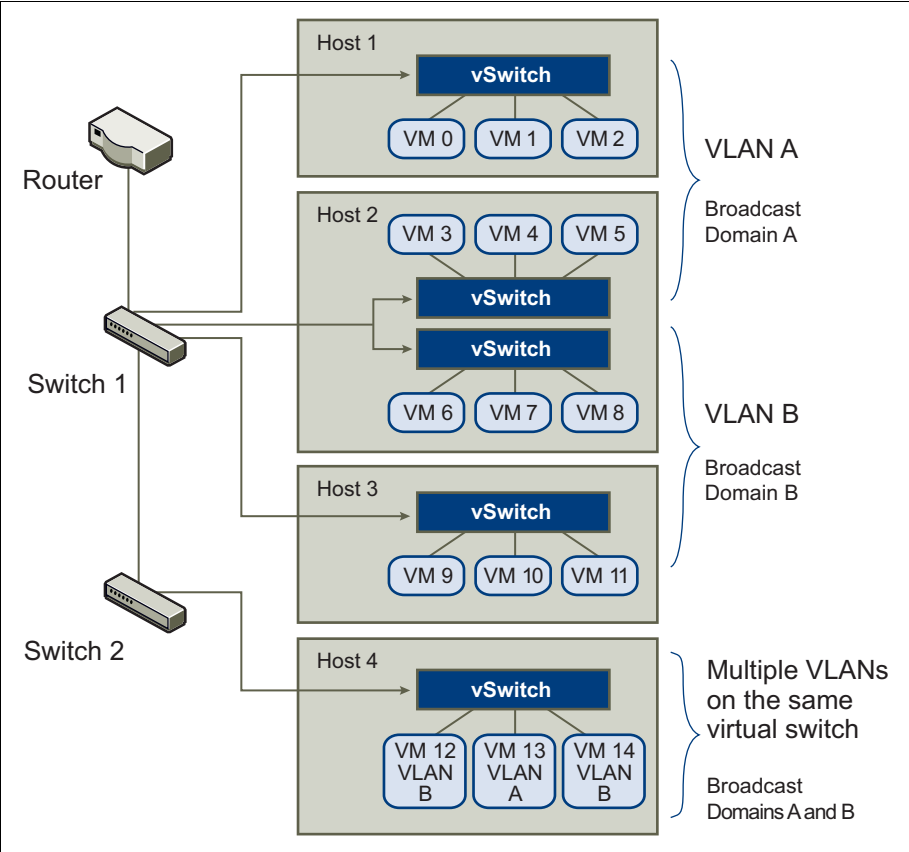 Host 1
vSwitch
VM 0
VM 1
VM 2
VLAN A
Broadcast
Domain A
Router
Host 2
VM 3
VM 4
VM 5
vSwitch
vSwitch
VM 6
VM 7
VM 8
Switch 1
VLAN B
Broadcast
Domain B
Host 3
vSwitch
VM 9
VM 10
VM 11
Switch 2
Host 4
vSwitch
VM 12
VLAN
B
VM 13
VLAN
A
VM 14
VLAN
B
Multiple VLANs
on the same
virtual switch
Broadcast
Domains A and B